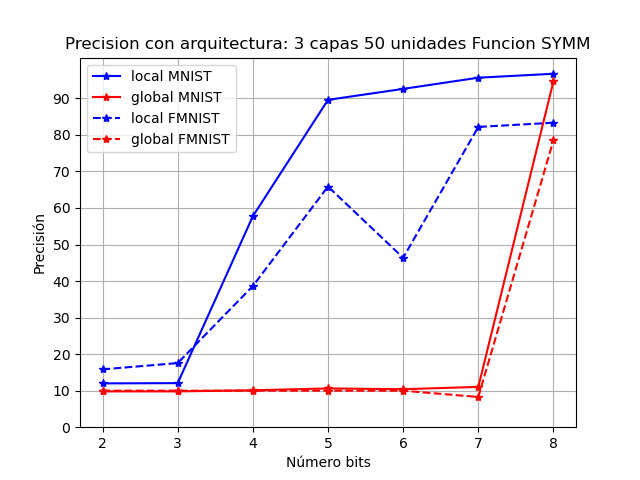 Precision con arquitectura: 3 capas 50 unidades Funcion SYMM
local MNIST
global MNIST
local FMNIST
global FMNIST
Precisión
90
80
70
60
50
40
30
20
10
0
2 3 4 5 6 7 8
Número bits